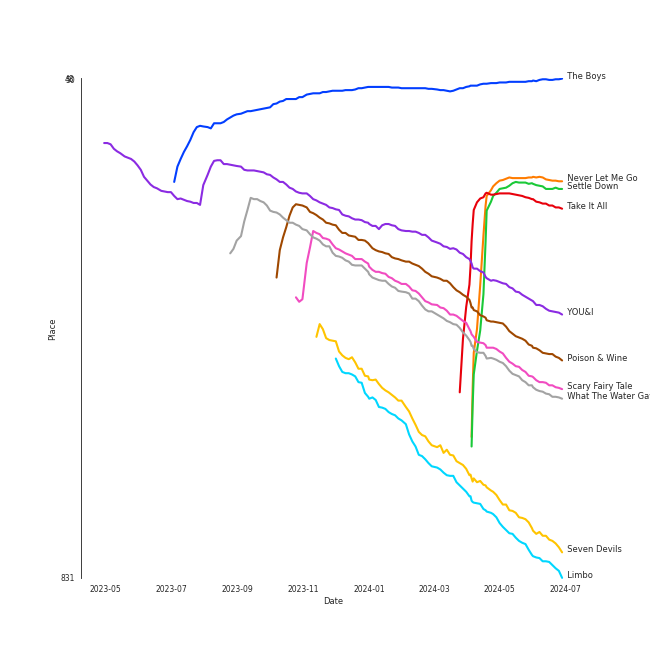 The Boys
Never Let Me Go
Settle Down
Take It All
YOU&I
Poison & Wine
Scary Fairy Tale
What The Water Ga
Seven Devils
Limbo
831
Place
2023-05 2023-07 2023-09 2023-11 2024-01 2024-03 2024-05 2024-07
Date